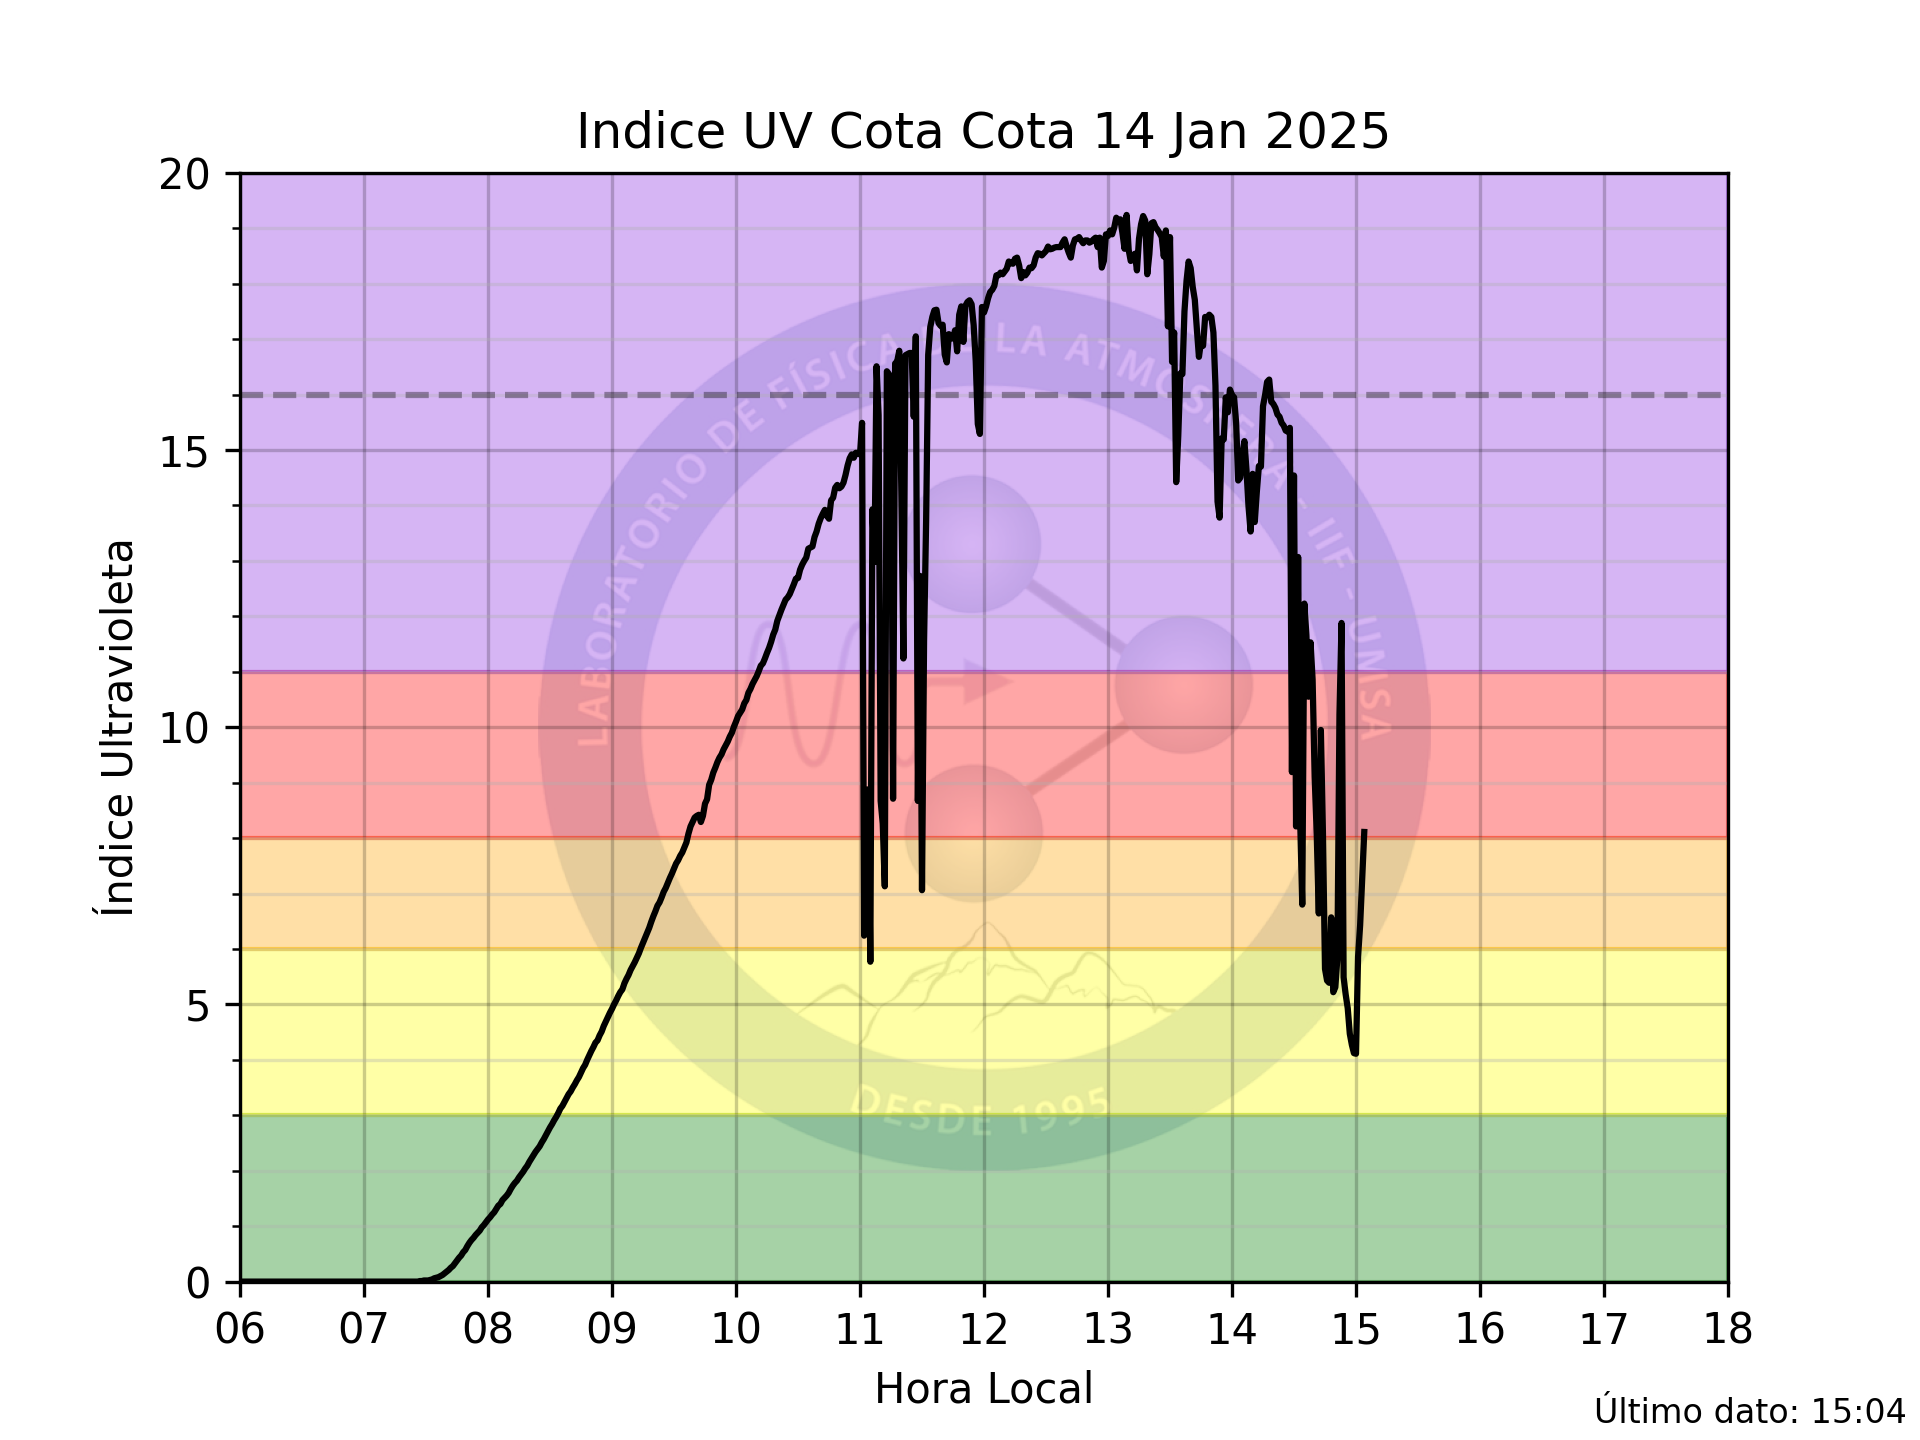 Indice UV Cota Cota 14 Jan 2025
20
15
10
5
0
Índice Ultravioleta
LABORATORIO DE FÍSICA DE LA ATMOSFERA - IIF - UMSA
DESDE 1995
06 07 08 09 10 11 12 13 14 15 16 17 18
Hora Local
Último dato: 15:04